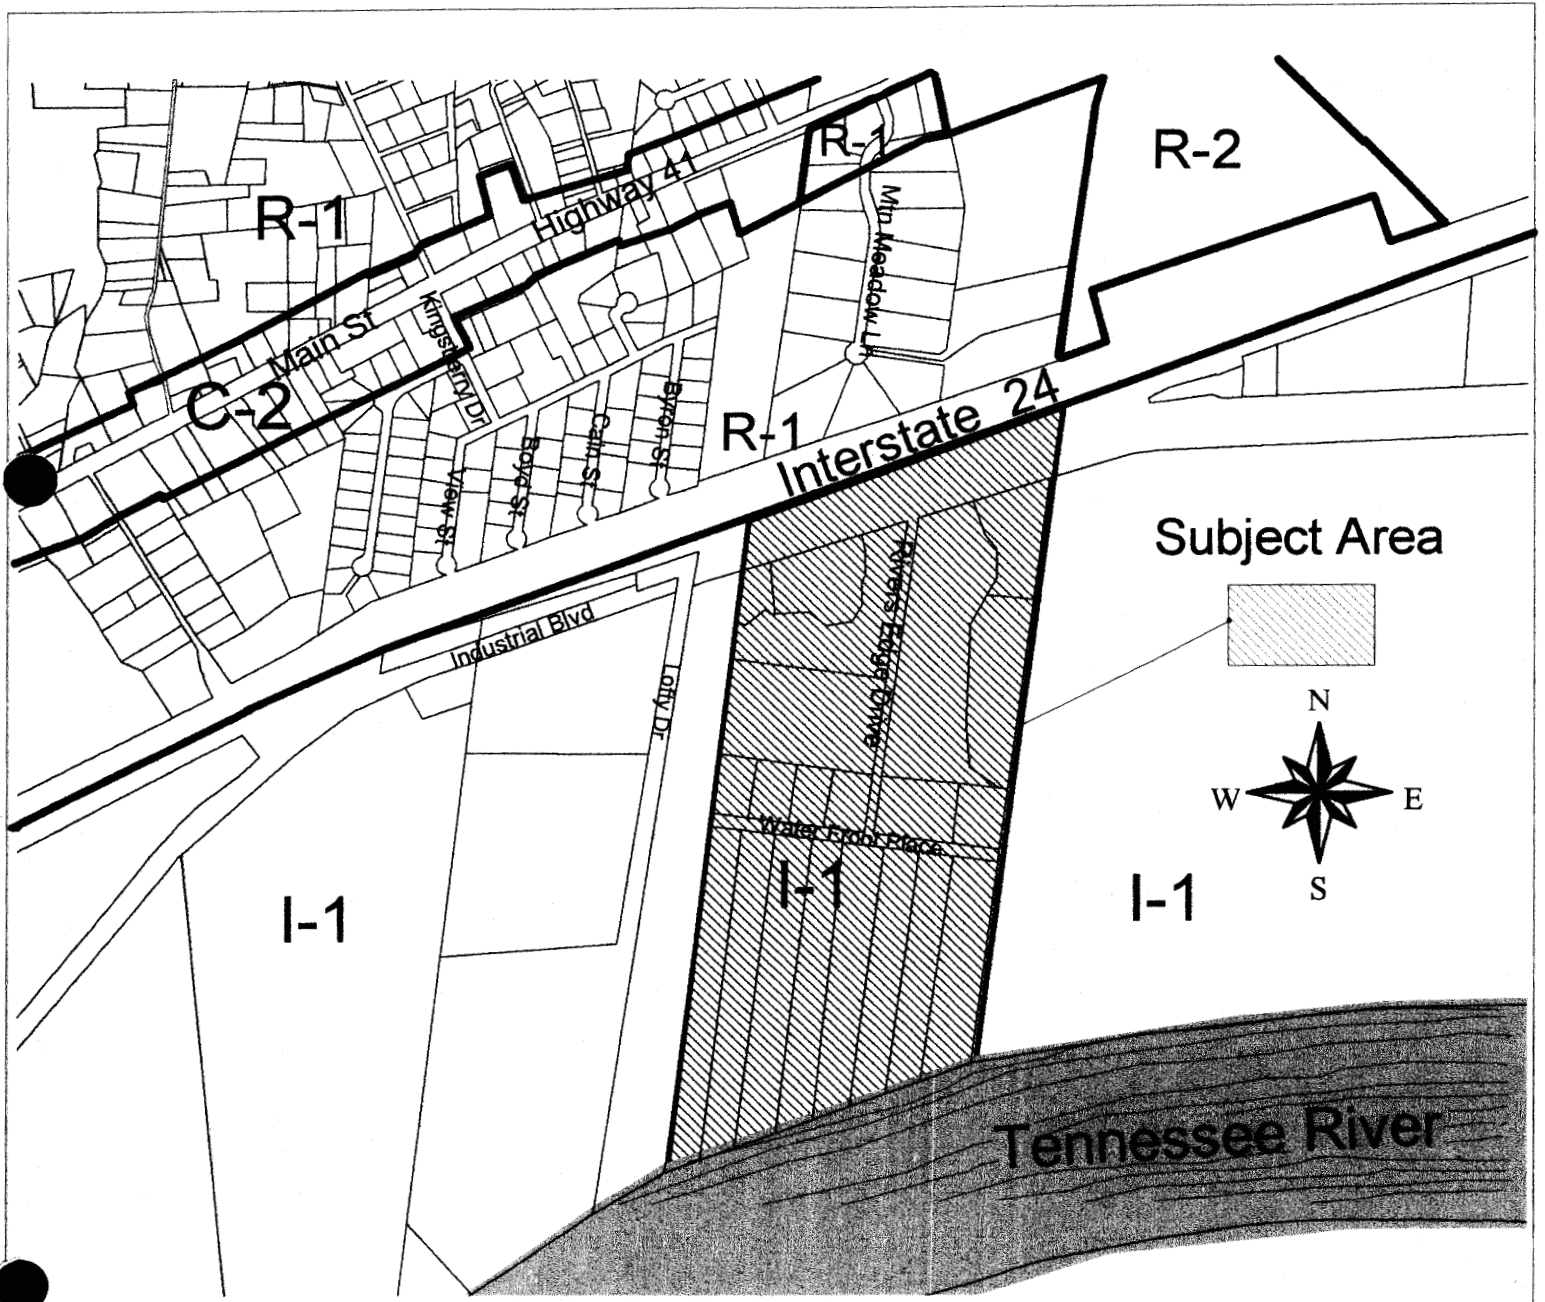 R-1
R-2
Highway 41
R-1
Mtn Meadow Ln
Main St
Kingsberry Dr
C-2
Byron St
Cain St
Boyd St
View St
R-1
Interstate 24
Subject Area
Rivers Edge Drive
Industrial Blvd
Lofty Dr
N
W
E
S
Water Front Place
I-1
I-1
I-1
Tennessee River